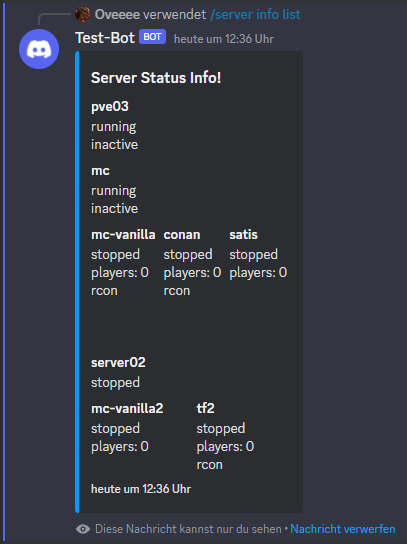 Oveeee verwendet /server info list
Test-Bot BOT heute um 12:36 Uhr
Server Status Info!
pve03
running
inactive
mc
running
inactive
mc-vanilla conan satis
stopped stopped stopped
players: 0 players: 0 players: 0
rcon rcon
server02
stopped
mc-vanilla2 tf2
stopped stopped
players: 0 players: 0
rcon
heute um 12:36 Uhr
Diese Nachricht kannst nur du sehen • Nachricht verwerfen